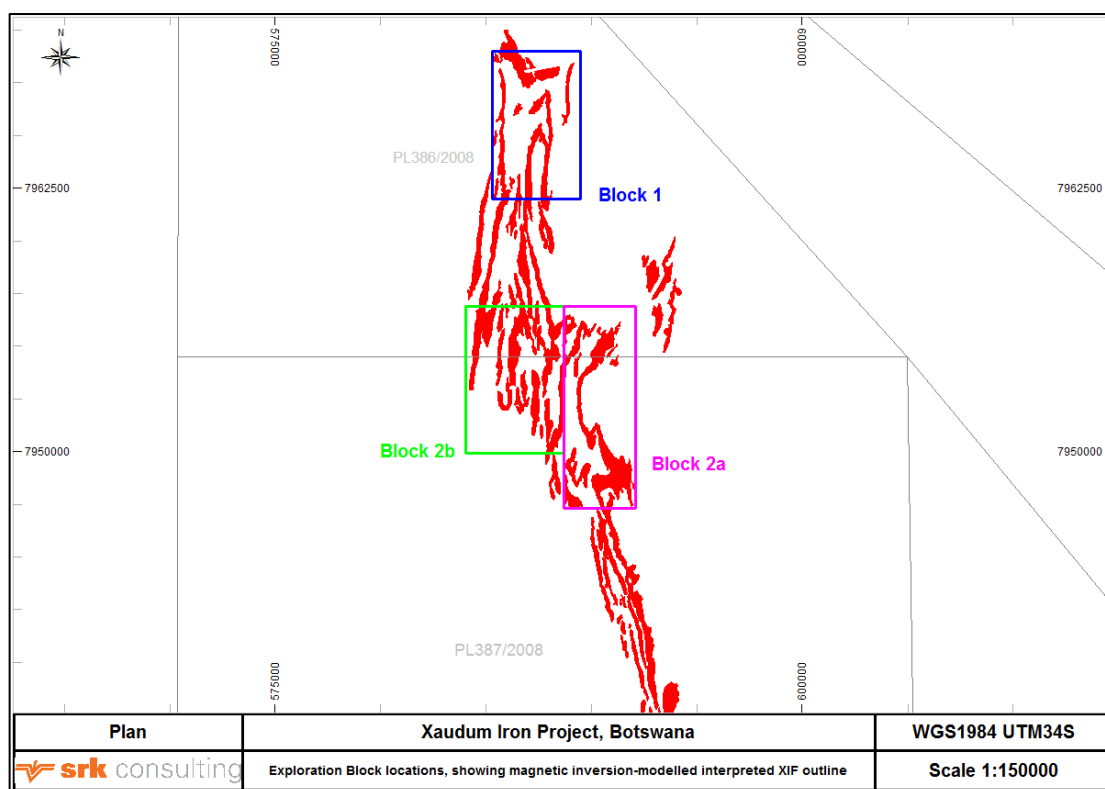 N
575000
600000
PL386/2008
7962500
7962500
Block 1
Block 2b
Block 2a
7950000
7950000
PL387/2008
575000
600000
Plan
Xaudum Iron Project, Botswana
WGS1984 UTM34S
srk consulting
Exploration Block locations, showing magnetic inversion-modelled interpreted XIF outline
Scale 1:150000